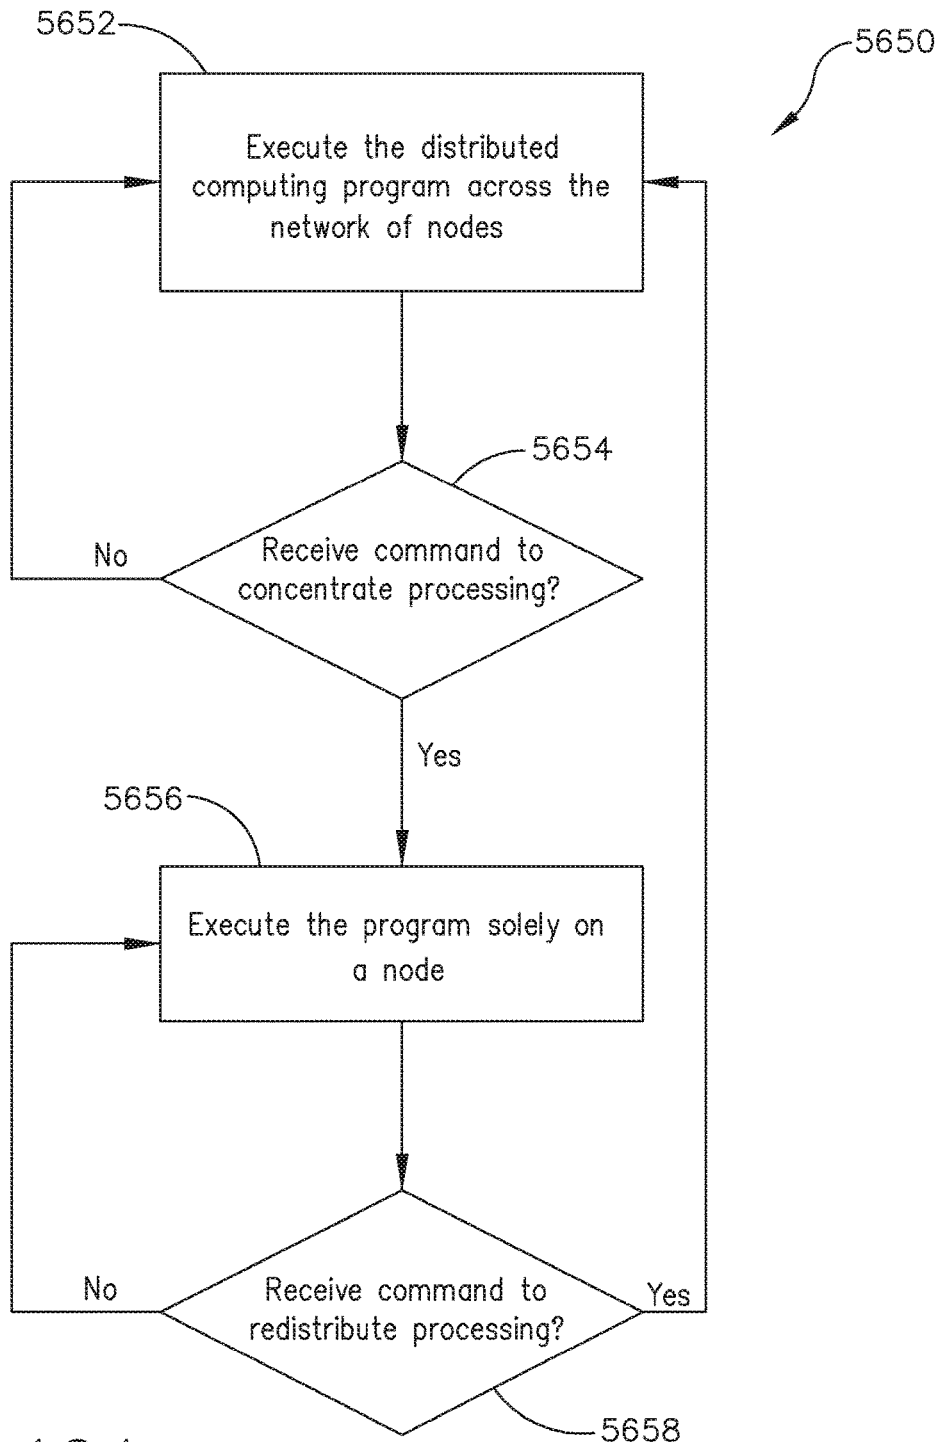 5652
5650
Execute the distributed
computing program across the
network of nodes
5654
No
Receive command to
concentrate processing?
Yes
5656
Execute the program solely on
a node
No
Receive command to
redistribute processing?
Yes
5658